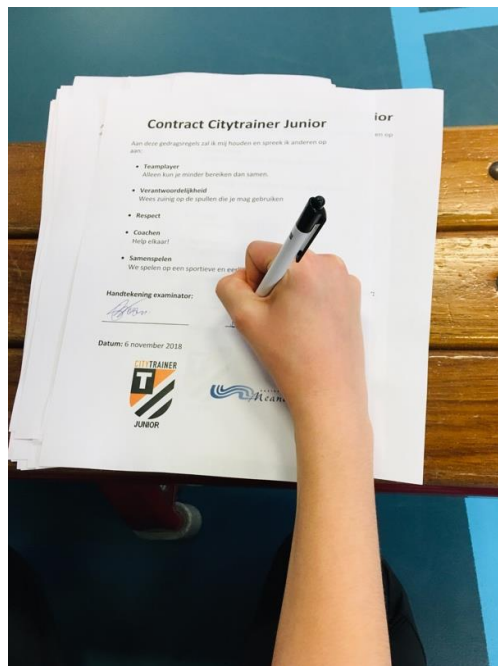 Contract Citytrainer Junior
ior
Aan deze gedragsregels zal ik mij houden en spreek ik anderen op
en op
aan:
• Teamplayer
Alleen kun je minder bereiken dan samen.
• Verantwoordelijkheid
Wees zuinig op de spullen die je mag gebruiken
• Respect
• Coachen
Help elkaar!
• Samenspelen
We spelen op een sportieve en
Handtekening examinator:
Datum: 6 november 2018
CITYTRAINER
T
JUNIOR